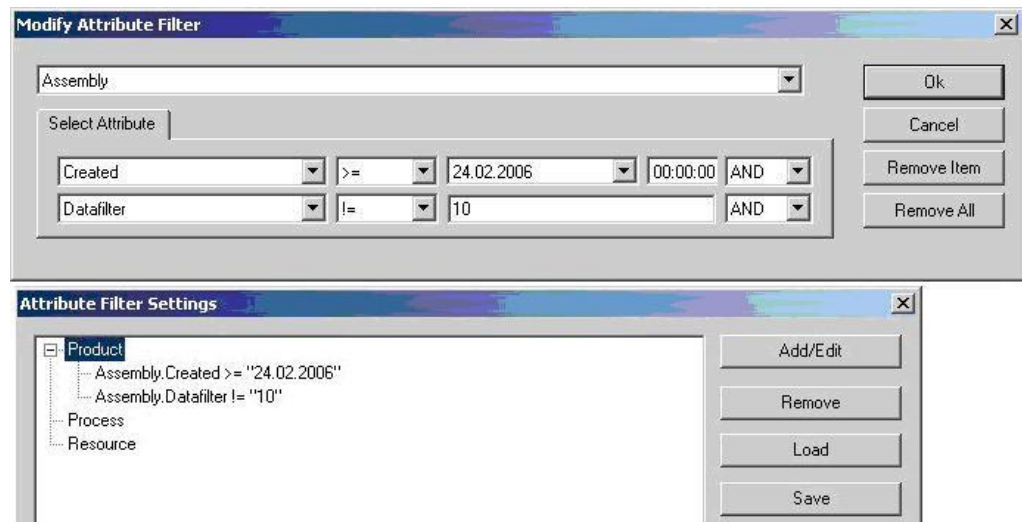 Modify Attribute Filter
Assembly
Ok
Select Attribute
Cancel
Created >= 24.02.2006 00:00:00 AND
Remove Item
Datafilter != 10 AND
Remove All
Attribute Filter Settings
Product
Add/Edit
Assembly.Created >= "24.02.2006"
Assembly.Datafilter != "10"
Remove
Process
Resource
Load
Save